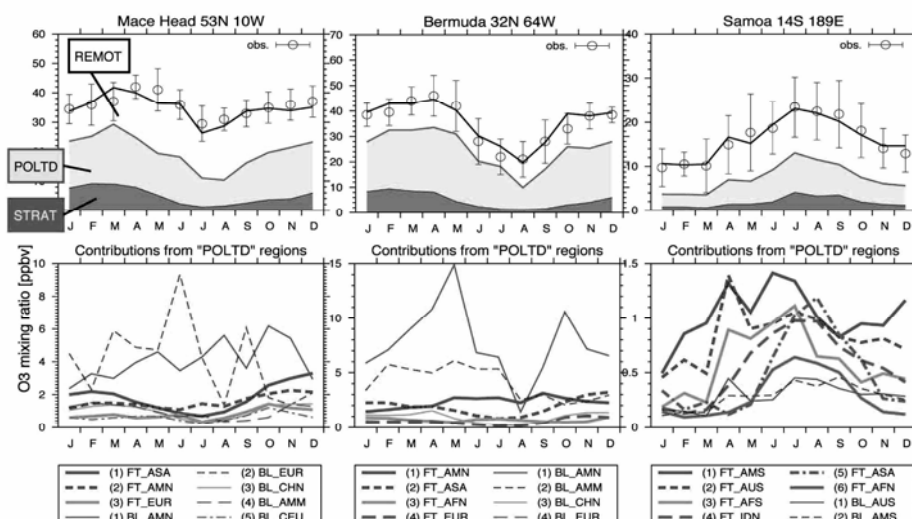 Mace Head 53N 10W
60
50
40
30
obs.
REMOT
POLTD
STRAT
J F M A M J J A S O N D
Bermuda 32N 64W
70
60
50
40
30
20
10
0
obs.
J F M A M J J A S O N D
Samoa 14S 189E
40
30
20
10
0
obs.
J F M A M J J A S O N D
O3 mixing ratio [ppbv]
Contributions from "POLTD" regions
10
8
6
4
2
0
J F M A M J J A S O N D
(1) FT_ASA
(2) FT_AMN
(3) FT_EUR
(1) BL_AMN
(2) BL_EUR
(3) BL_CHN
(4) BL_AMM
(5) BL_CEU
Contributions from "POLTD" regions
15
10
5
0
J F M A M J J A S O N D
(1) FT_AMN
(2) FT_ASA
(3) FT_AFN
(4) FT_EUR
(1) BL_AMN
(2) BL_AMM
(3) BL_CHN
(4) BL_EUR
Contributions from "POLTD" regions
1.5
1
0.5
0
J F M A M J J A S O N D
(1) FT_AMS
(2) FT_AUS
(3) FT_AFS
(4) FT_IDN
(5) FT_ASA
(6) FT_AFN
(1) BL_AUS
(2) BL_AMS